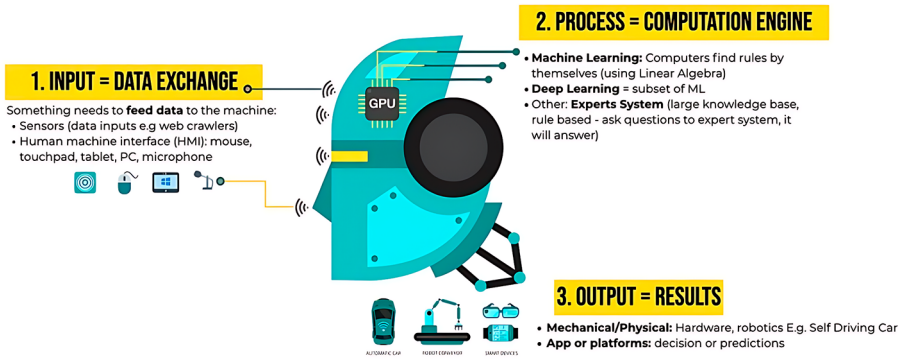 1. INPUT = DATA EXCHANGE
Something needs to feed data to the machine:
• Sensors (data inputs e.g web crawlers)
• Human machine interface (HMI): mouse,
touchpad, tablet, PC, microphone
GPU
2. PROCESS = COMPUTATION ENGINE
• Machine Learning: Computers find rules by
themselves (using Linear Algebra)
• Deep Learning = subset of ML
• Other: Experts System (large knowledge base,
rule based - ask questions to expert system, it
will answer)
3. OUTPUT = RESULTS
• Mechanical/Physical: Hardware, robotics E.g. Self Driving Car
• App or platforms: decision or predictions
AUTOMATIC CAR
ROBOT CONVEYOR
SMART DEVICES